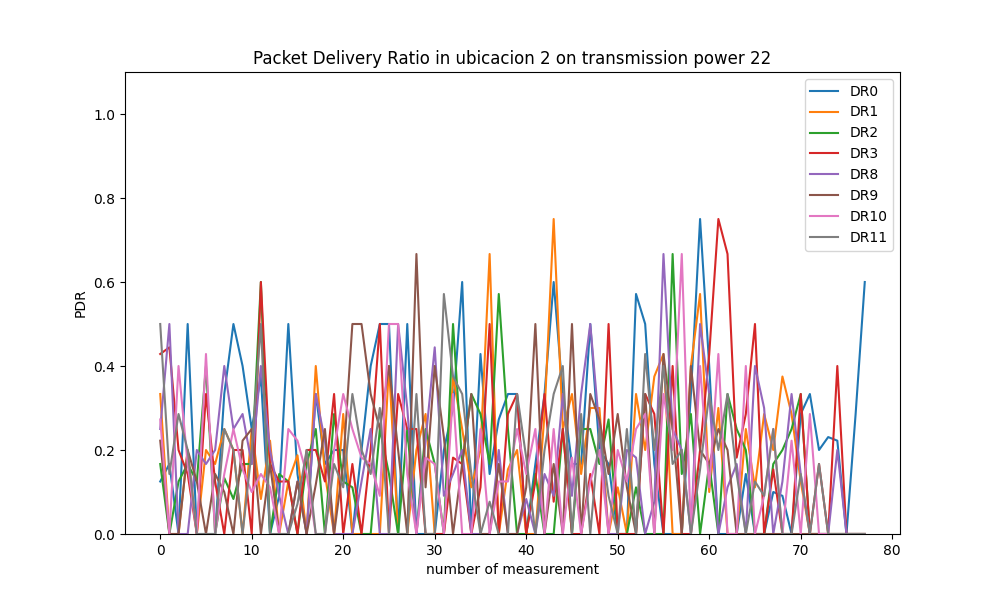 Packet Delivery Ratio in ubicacion 2 on transmission power 22
DR0
DR1
DR2
DR3
DR8
DR9
DR10
DR11
1.0
0.8
0.6
0.4
0.2
0.0
PDR
0 10 20 30 40 50 60 70 80
number of measurement